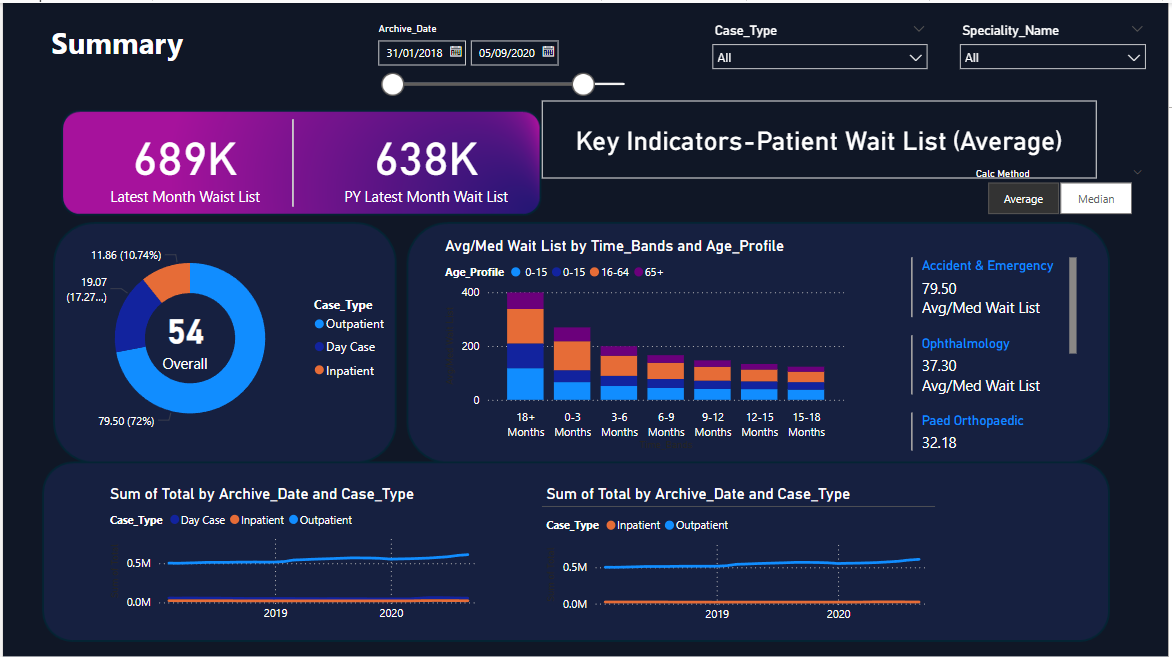 Summary
Archive_Date
31/01/2018
05/09/2020
Case_Type
All
Speciality_Name
All
689K
Latest Month Waist List
638K
PY Latest Month Wait List
Key Indicators-Patient Wait List (Average)
Calc Method
Average
Median
11.86 (10.74%)
19.07
(17.27...)
54
Overall
79.50 (72%)
Case_Type
Outpatient
Day Case
Inpatient
Avg/Med Wait List by Time_Bands and Age_Profile
Age_Profile 0-15 0-15 16-64 65+
400
200
0
18+
Months
0-3
Months
3-6
Months
6-9
Months
9-12
Months
12-15
Months
15-18
Months
Accident & Emergency
79.50
Avg/Med Wait List
Ophthalmology
37.30
Avg/Med Wait List
Paed Orthopaedic
32.18
Sum of Total by Archive_Date and Case_Type
Case_Type Day Case Inpatient Outpatient
0.5M
0.0M
2019
2020
Sum of Total by Archive_Date and Case_Type
Case_Type Inpatient Outpatient
0.5M
0.0M
2019
2020